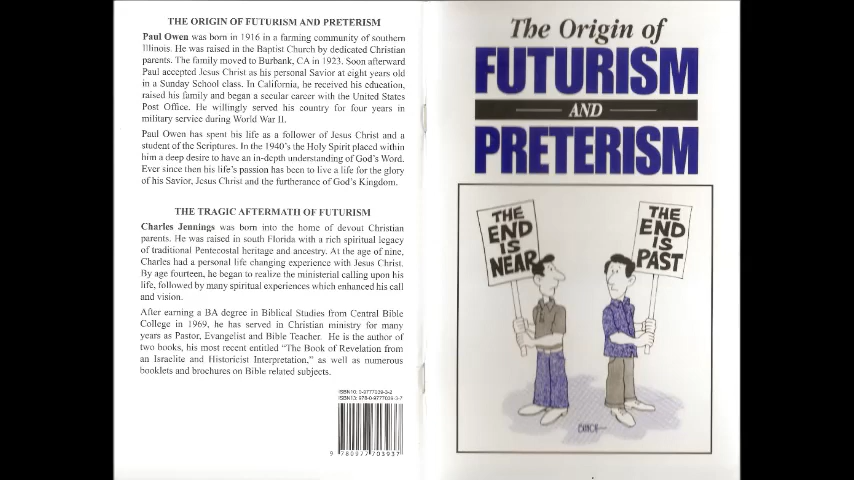 THE ORIGIN OF FUTURISM AND PRETERISM
Paul Owen was born in 1916 in a farming community of southern
Illinois. He was raised in the Baptist Church by dedicated Christian
parents. The family moved to Burbank, CA in 1923. Soon afterward
Paul accepted Jesus Christ as his personal Savior at eight years old
in a Sunday School class. In California, he received his education,
raised his family and began a secular career with the United States
Post Office. He willingly served his country for four years in
military service during World War II.
Paul Owen has spent his life as a follower of Jesus Christ and a
student of the Scriptures. In the 1940's the Holy Spirit placed within
him a deep desire to have an in-depth understanding of God's Word.
Ever since then his life's passion has been to live a life for the glory
of his Savior, Jesus Christ and the furtherance of God's Kingdom.
THE TRAGIC AFTERMATH OF FUTURISM
Charles Jennings was born into the home of devout Christian
parents. He was raised in south Florida with a rich spiritual legacy
of traditional Pentecostal heritage and ancestry. At the age of nine,
Charles had a personal life changing experience with Jesus Christ.
By age fourteen, he began to realize the ministerial calling upon his
life, followed by many spiritual experiences which enhanced his call
and vision.
After earning a BA degree in Biblical Studies from Central Bible
College in 1969, he has served in Christian ministry for many
years as Pastor, Evangelist and Bible Teacher. He is the author of
two books, his most recent entitled "The Book of Revelation from
an Israelite and Historicist Interpretation," as well as numerous
booklets and brochures on Bible related subjects.
ISBN10: 0-9777039-3-2
ISBN13: 978-0-9777039-3-7
9 780977 703937
The Origin of
FUTURISM
AND
PRETERISM
THE
END
IS
NEAR
THE
END
IS
PAST